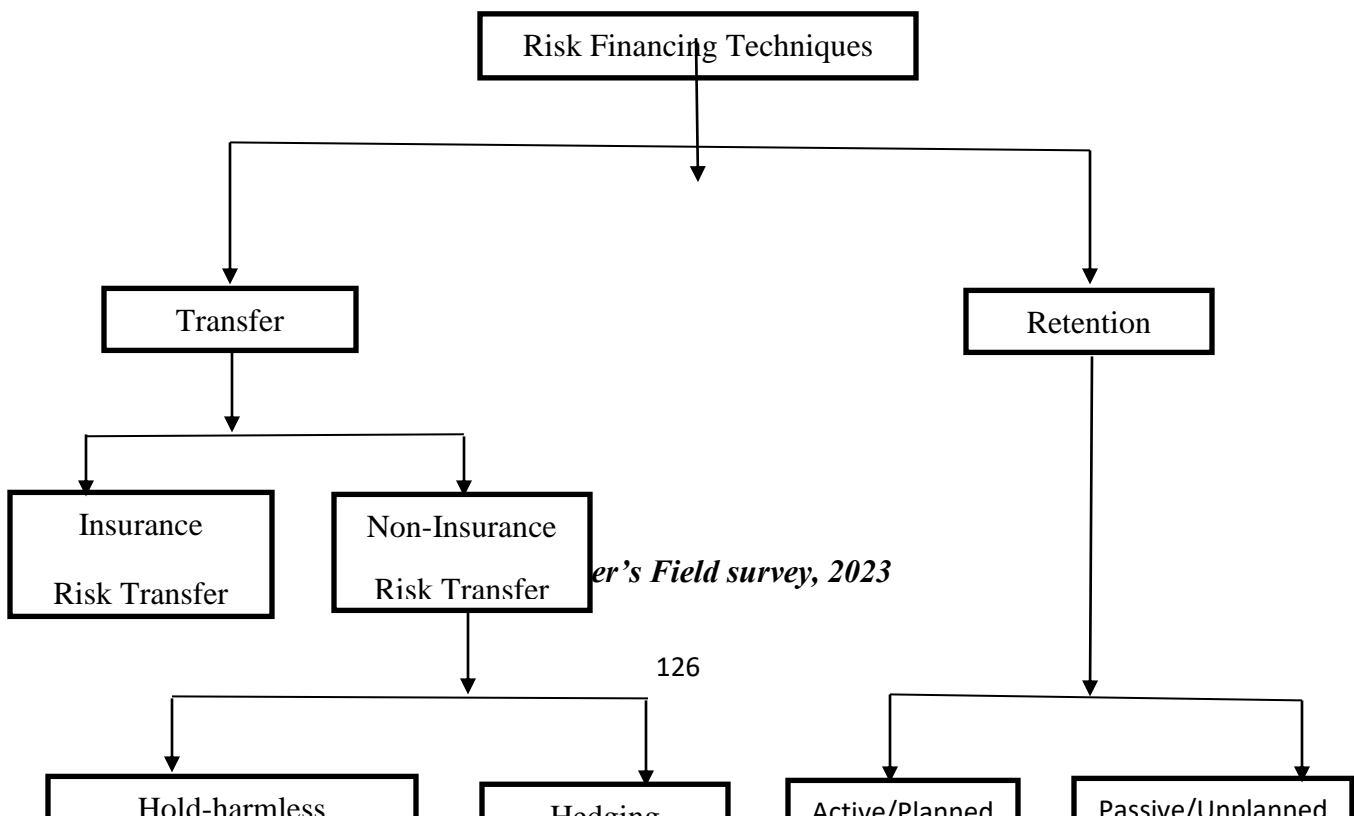 Risk Financing Techniques
Transfer
Retention
Insurance
Risk Transfer
Non-Insurance
Risk Transfer
er's Field survey, 2023
126
Hold-harmless
Hedging
Active/Planned
Passive/Unplanned